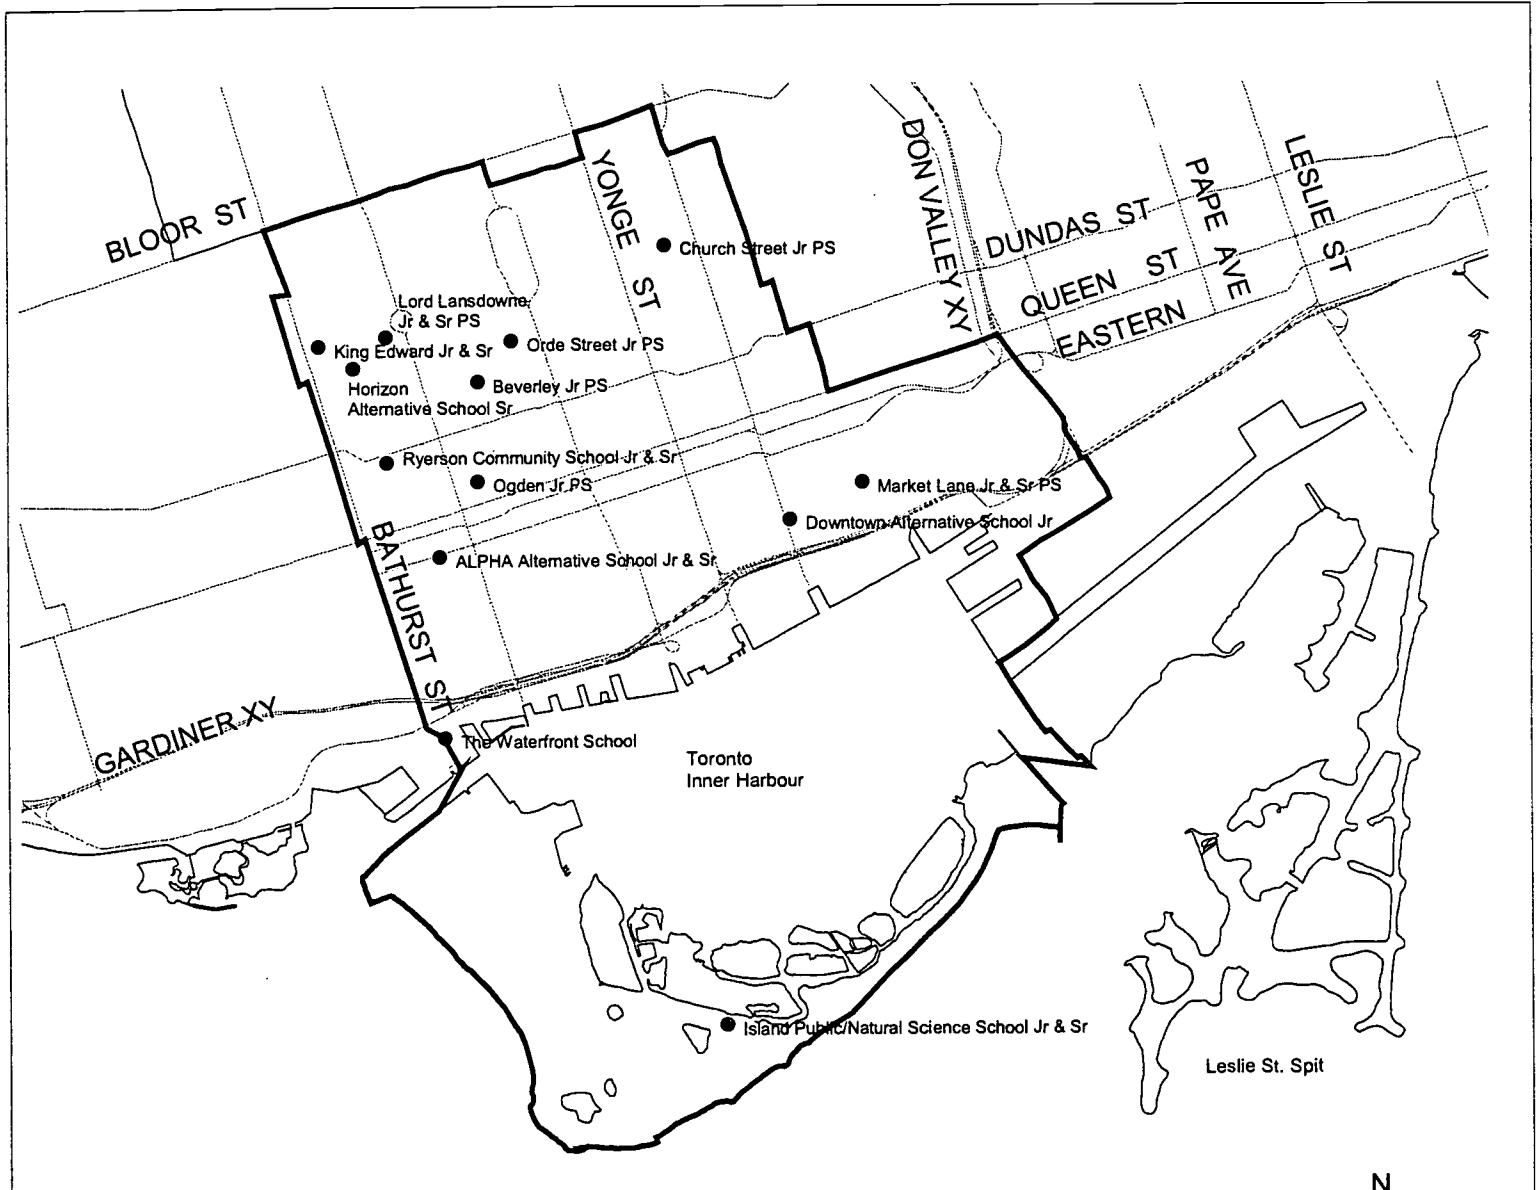 BLOOR ST
YONGE ST
DON VALLEY XY
DUNDAS ST
PAPE AVE
LESLIE ST
QUEEN ST
EASTERN
Church Street Jr PS
Lord Lansdowne
Jr & Sr PS
King Edward Jr & Sr
Orde Street Jr PS
Horizon
Alternative School Sr
Beverley Jr PS
Ryerson Community School Jr & Sr
Ogden Jr PS
Market Lane Jr & Sr PS
Downtown Alternative School Jr
ALPHA Alternative School Jr & Sr
BATHURST ST
GARDINER XY
The Waterfront School
Toronto
Inner Harbour
Island Public/Natural Science School Jr & Sr
Leslie St. Spit
N